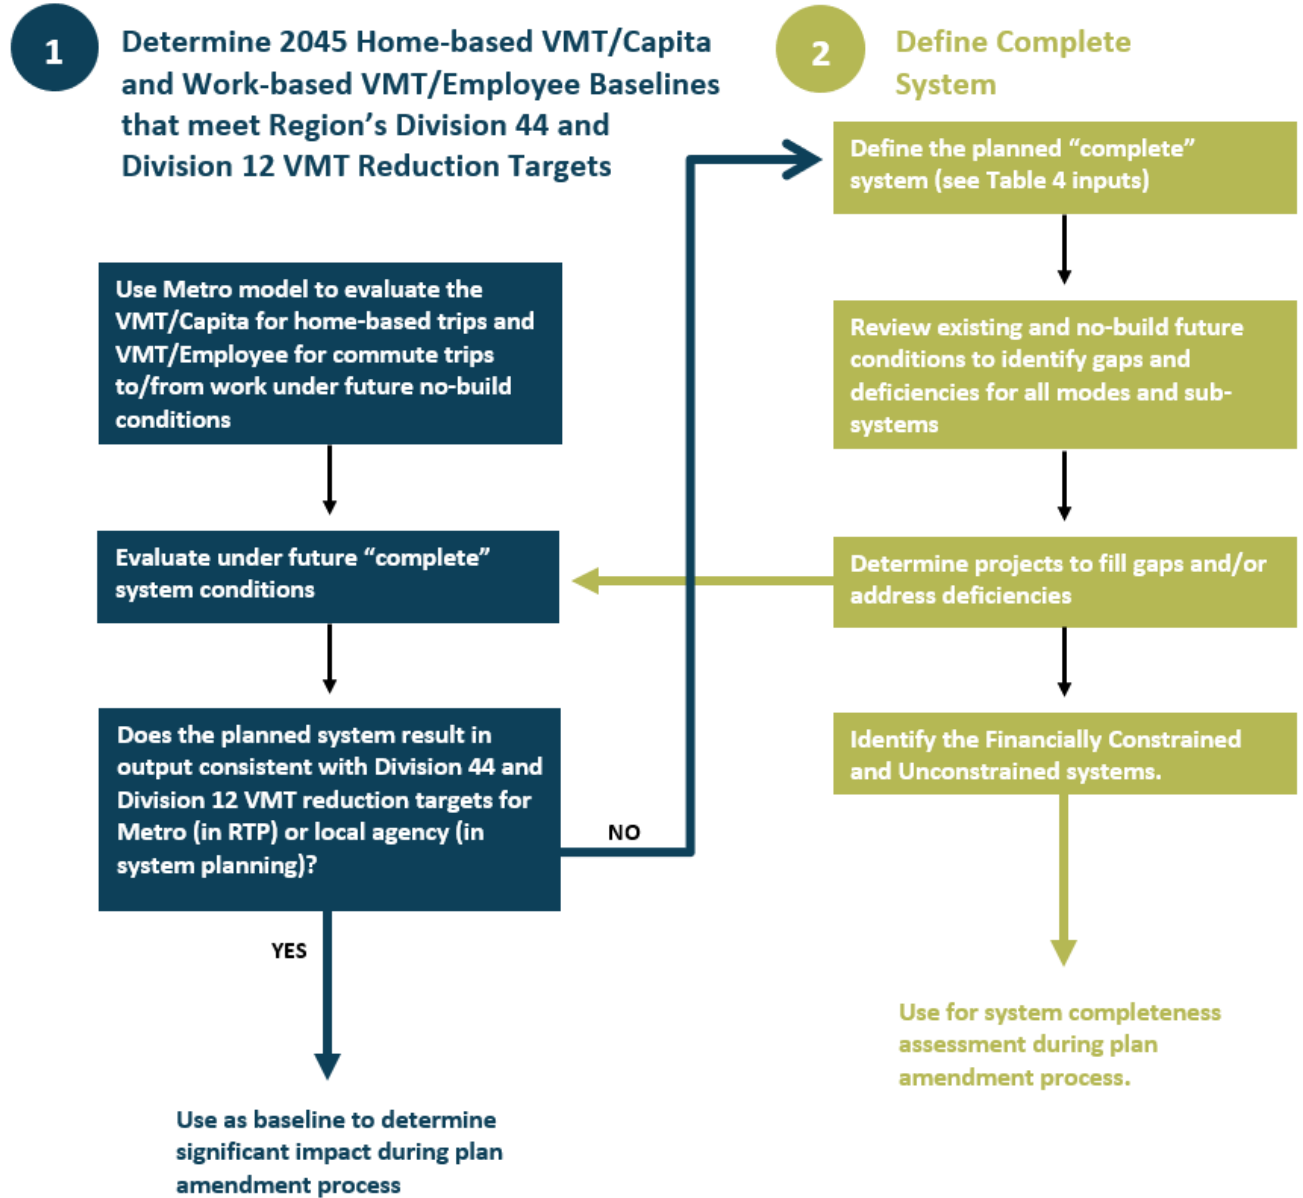 1
Determine 2045 Home-based VMT/Capita
and Work-based VMT/Employee Baselines
that meet Region’s Division 44 and
Division 12 VMT Reduction Targets
Use Metro model to evaluate the
VMT/Capita for home-based trips and
VMT/Employee for commute trips
to/from work under future no-build
conditions
Evaluate under future “complete”
system conditions
Does the planned system result in
output consistent with Division 44 and
Division 12 VMT reduction targets for
Metro (in RTP) or local agency (in
system planning)?
NO
YES
Use as baseline to determine
significant impact during plan
amendment process
2
Define Complete
System
Define the planned “complete”
system (see Table 4 inputs)
Review existing and no-build future
conditions to identify gaps and
deficiencies for all modes and sub-
systems
Determine projects to fill gaps and/or
address deficiencies
Identify the Financially Constrained
and Unconstrained systems.
Use for system completeness
assessment during plan
amendment process.